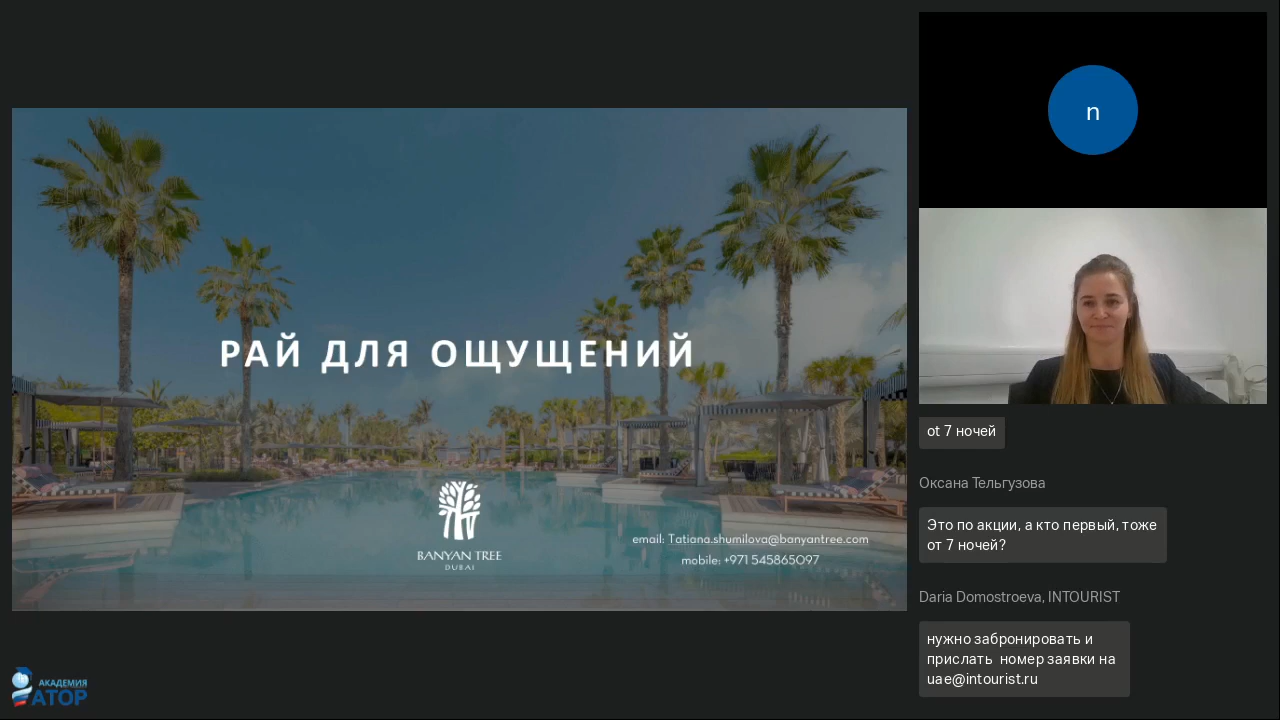 РАЙ ДЛЯ ОЩУЩЕНИЙ
BANYAN TREE
DUBAI
email: Tatiana.shumilova@banyantree.com
mobile: +971 545865097
АКАДЕМИЯ
АТОР
n
ot 7 ночей
Оксана Тельгузова
Это по акции, а кто первый, тоже
от 7 ночей?
Daria Domostroeva, INTOURIST
нужно забронировать и
прислать номер заявки на
uae@intourist.ru